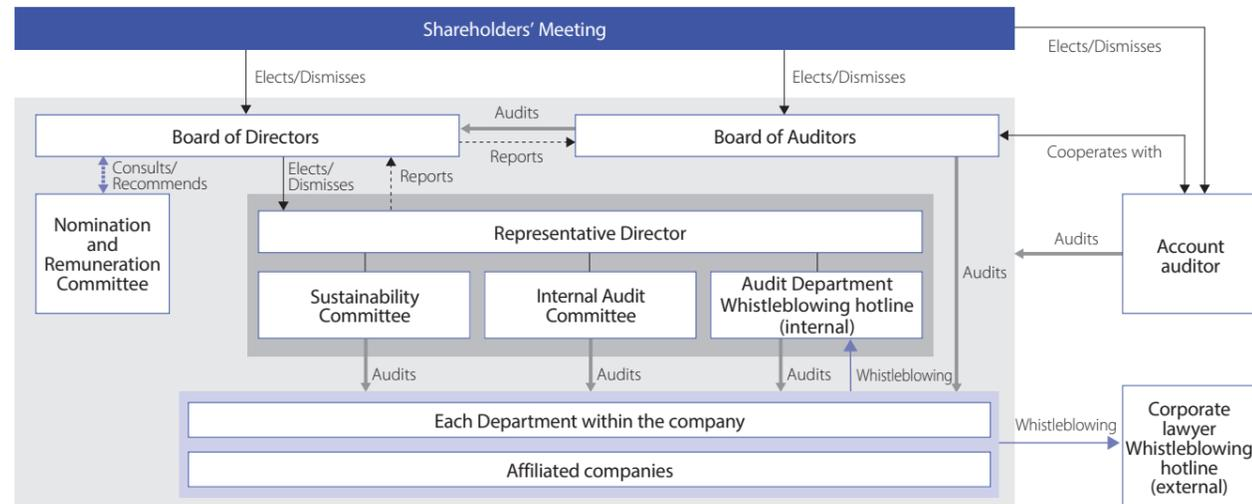 Shareholders' Meeting
Elects/Dismisses
Elects/Dismisses
Elects/Dismisses
Board of Directors
Audits
Reports
Board of Auditors
Cooperates with
Consults/
Recommends
Elects/
Dismisses
Reports
Nomination
and
Remuneration
Committee
Representative Director
Audits
Account
auditor
Audits
Sustainability
Committee
Internal Audit
Committee
Audit Department
Whistleblowing hotline
(internal)
Audits
Audits
Audits
Whistleblowing
Each Department within the company
Affiliated companies
Whistleblowing
Corporate
lawyer
Whistleblowing
hotline
(external)